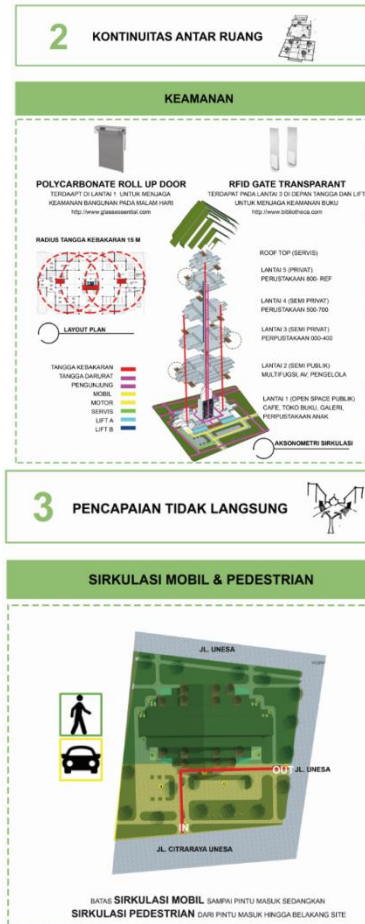 2 KONTINUITAS ANTAR RUANG
KEAMANAN
POLYCARBONATE ROLL UP DOOR
TERDAAPT DI LANTAI 1 UNTUK MENJAGA
KEAMANAN BANGUNAN PADA MALAM HARI
http://www.glassessential.com
RFID GATE TRANSPARANT
TERDAPAT PADA LANTAI 3 DI DEPAN TANGGA DAN LIFT
UNTUK MENJAGA KEAMANAN BUKU
http://www.bibliotheca.com
RADIUS TANGGA KEBAKARAN 15 M
LAYOUT PLAN
ROOF TOP (SERVIS)
LANTAI 5 (PRIVAT)
PERUSTAKAAN 800- REF
LANTAI 4 (SEMI PRIVAT)
PERPUSTAKAAN 500-700
LANTAI 3 (SEMI PRIVAT)
PERPUSTAKAAN 000-400
LANTAI 2 (SEMI PUBLIK)
MULTIFUGSI, AV, PENGELOLA
LANTAI 1 (OPEN SPACE PUBLIK)
CAFE, TOKO BUKU, GALERI,
PERPUSTAKAAN ANAK
TANGGA KEBAKARAN
TANGGA DARURAT
PENGUNJUNG
MOBIL
MOTOR
SERVIS
LIFT A
LIFT B
AKSONOMETRI SIRKULASI
3 PENCAPAIAN TIDAK LANGSUNG
SIRKULASI MOBIL & PEDESTRIAN
JL. UNESA
OUT JL. UNESA
IN
JL. CITRARAYA UNESA
BATAS SIRKULASI MOBIL SAMPAI PINTU MASUK SEDANGKAN
SIRKULASI PEDESTRIAN DARI PINTU MASUK HINGGA BELAKANG SITE